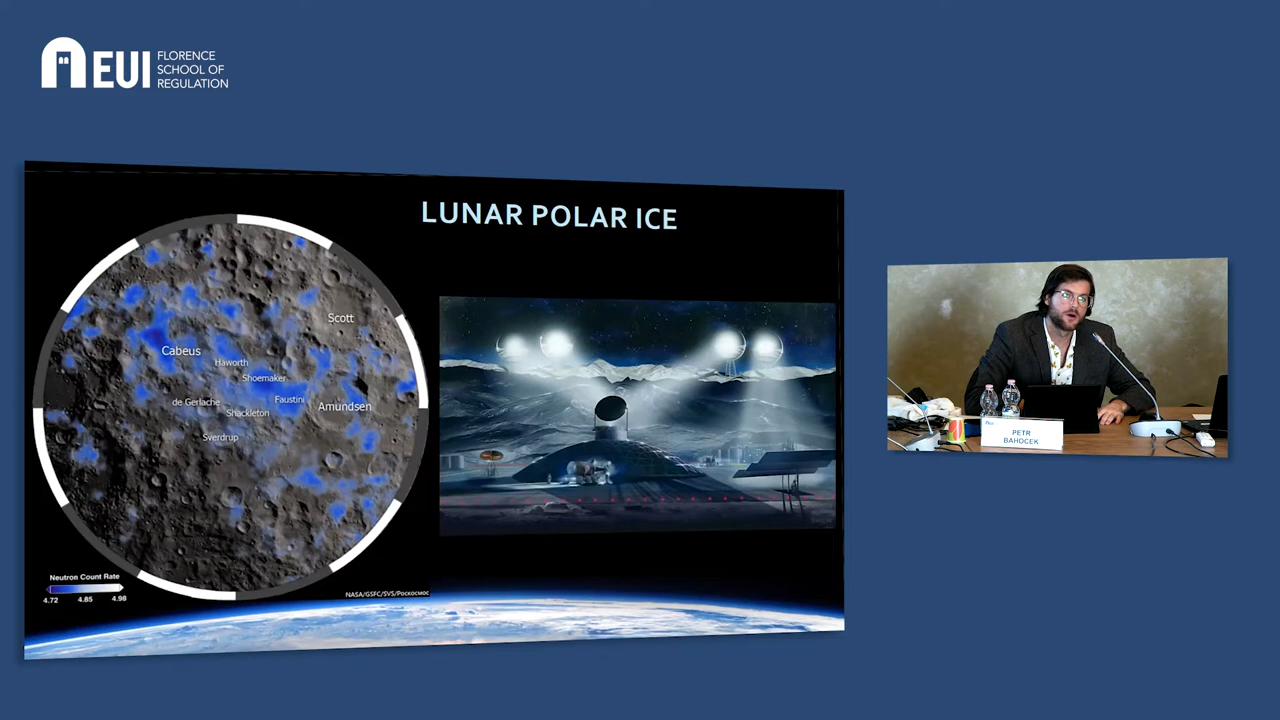 EUI
FLORENCE
SCHOOL OF
REGULATION
LUNAR POLAR ICE
Scott
Cabeus
Haworth
Shoemaker
Faustini
de Gerlache
Amundsen
Shackleton
Sverdrup
Neutron Count Rate
4.72 4.85 4.98
NASA/GSFC/SVS/Роскосмос
PETR
BAHOCEK